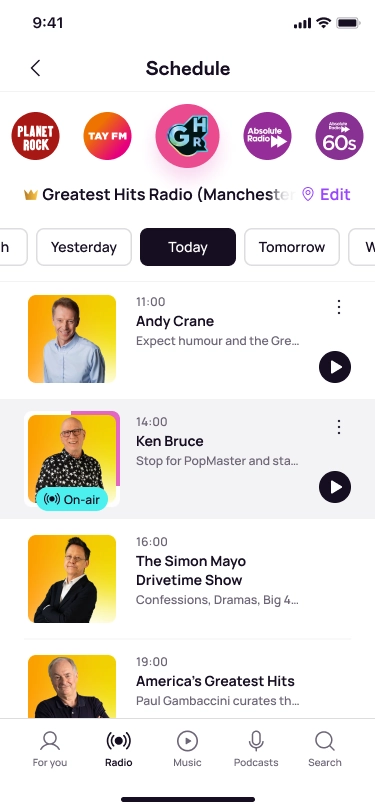 9:41
Schedule
PLANET
ROCK
TAY FM
GHR
Absolute
Radio
Absolute
Radio
60s
Greatest Hits Radio (Manchester
Edit
h
Yesterday
Today
Tomorrow
W
11:00
Andy Crane
Expect humour and the Gre...
14:00
Ken Bruce
Stop for PopMaster and sta...
On-air
16:00
The Simon Mayo
Drivetime Show
Confessions, Dramas, Big 4...
19:00
America's Greatest Hits
Paul Gambaccini curates th...
For you
Radio
Music
Podcasts
Search